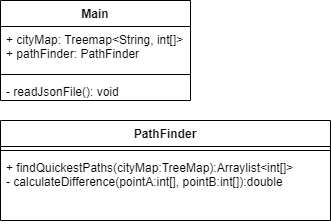 Main
+ cityMap: Treemap<String, int[]>
+ pathFinder: PathFinder
- readJsonFile(): void
PathFinder
+ findQuickestPaths(cityMap:TreeMap):Arraylist<int[]>
- calculateDifference(pointA:int[], pointB:int[]):double